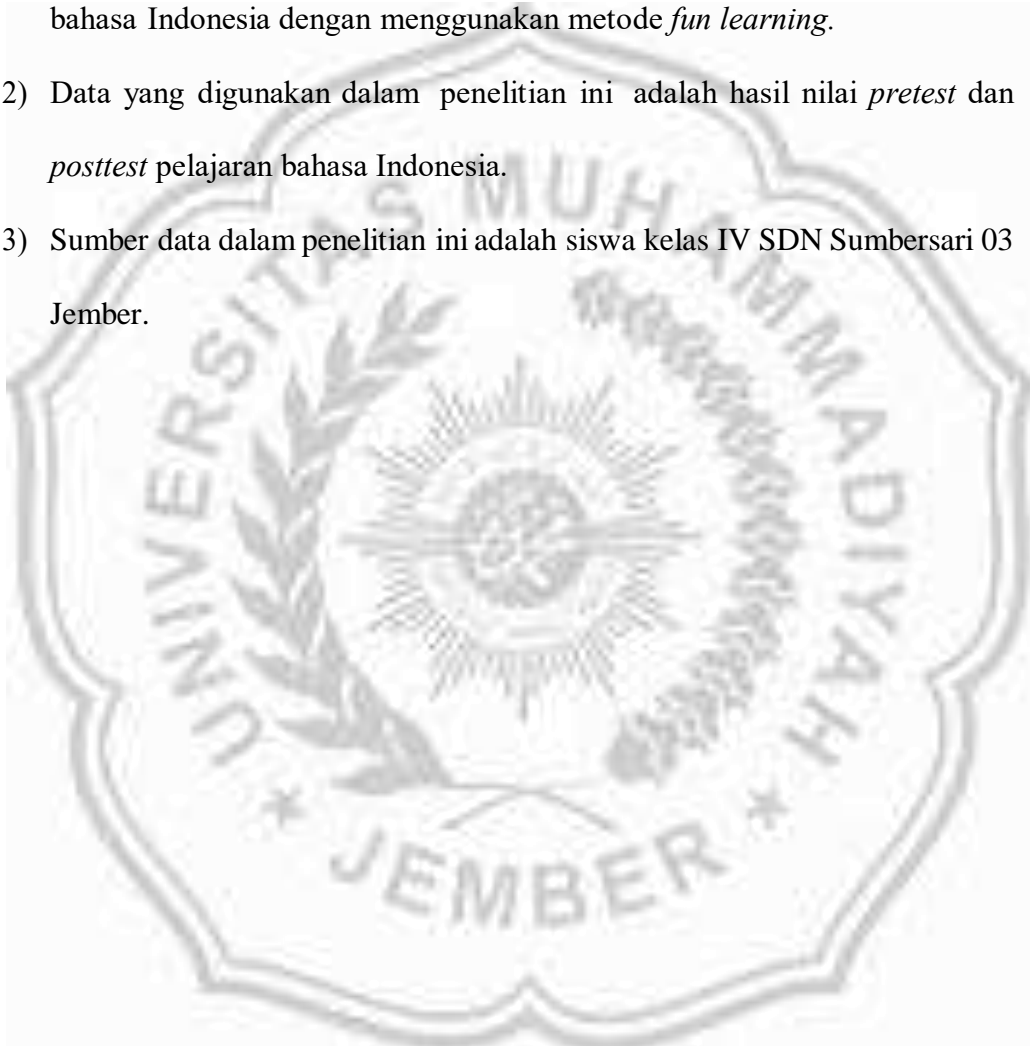 bahasa Indonesia dengan menggunakan metode fun learning.
2) Data yang digunakan dalam penelitian ini adalah hasil nilai pretest dan
posttest pelajaran bahasa Indonesia.
3) Sumber data dalam penelitian ini adalah siswa kelas IV SDN Sumbersari 03
Jember.
UNIVERSITAS MUHAMMADIYAH
JEMBER